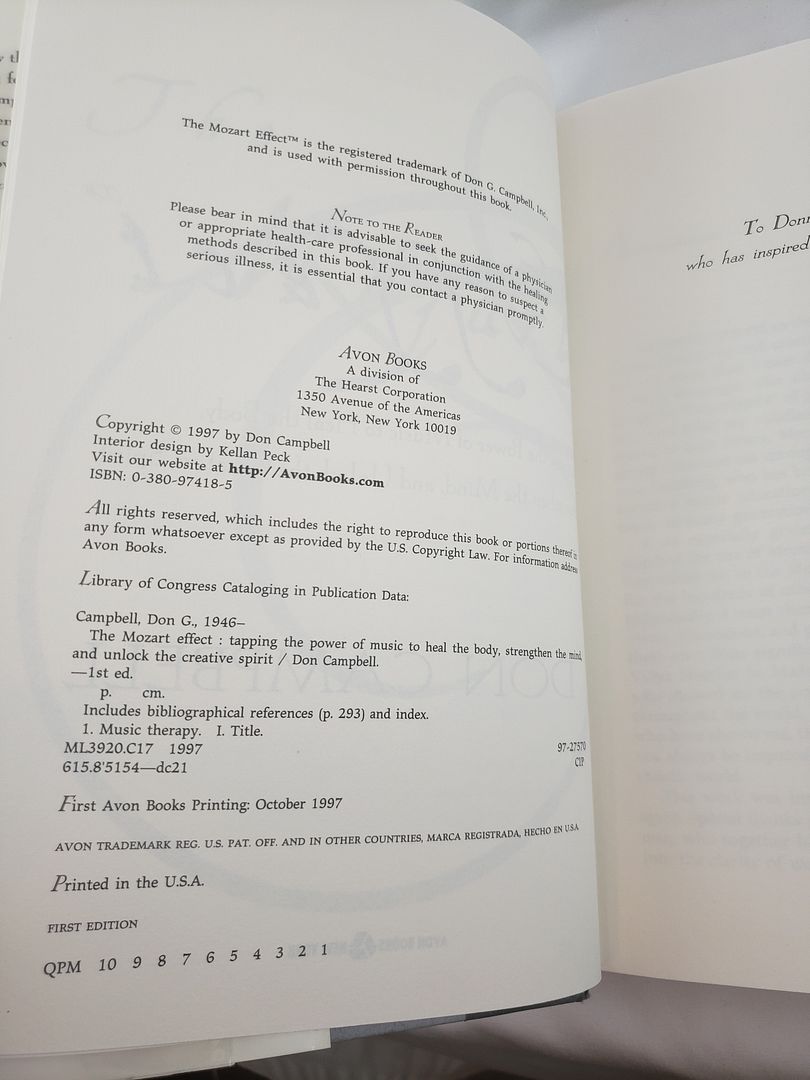 The Mozart Effect™ is the registered trademark of Don G. Campbell, Inc.,
and is used with permission throughout this book.
NOTE TO THE READER
Please bear in mind that it is advisable to seek the guidance of a physician
or appropriate health-care professional in conjunction with the healing
methods described in this book. If you have any reason to suspect a
serious illness, it is essential that you contact a physician promptly.
AVON BOOKS
A division of
The Hearst Corporation
1350 Avenue of the Americas
New York, New York 10019
Copyright © 1997 by Don Campbell
Interior design by Kellan Peck
Visit our website at http://AvonBooks.com
ISBN: 0-380-97418-5
All rights reserved, which includes the right to reproduce this book or portions thereof in
any form whatsoever except as provided by the U.S. Copyright Law. For information address
Avon Books.
Library of Congress Cataloging in Publication Data:
Campbell, Don G., 1946–
The Mozart effect : tapping the power of music to heal the body, strengthen the mind,
and unlock the creative spirit / Don Campbell.
—1st ed.
p. cm.
Includes bibliographical references (p. 293) and index.
1. Music therapy. I. Title.
ML3920.C17 1997 97-27570
615.8'5154—dc21 CIP
First Avon Books Printing: October 1997
AVON TRADEMARK REG. U.S. PAT. OFF. AND IN OTHER COUNTRIES, MARCA REGISTRADA, HECHO EN U.S.A.
Printed in the U.S.A.
FIRST EDITION
QPM 10 9 8 7 6 5 4 3 2 1
To Donn
who has inspired